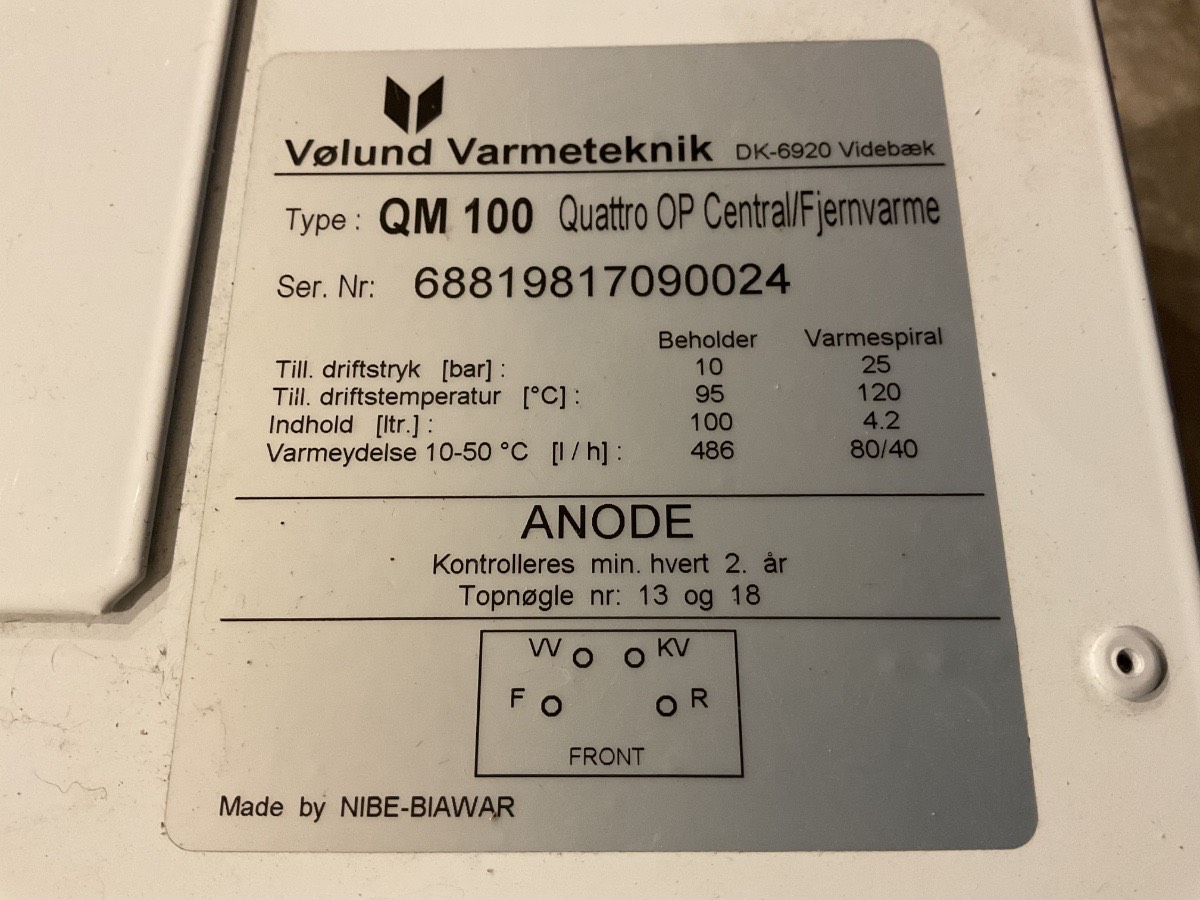 Vølund Varmeteknik DK-6920 Videbæk
Type : QM 100 Quattro OP Central/Fjernvarme
Ser. Nr: 68819817090024
Beholder Varmespiral
Till. driftstryk [bar] : 10 25
Till. driftstemperatur [°C] : 95 120
Indhold [ltr.] : 100 4.2
Varmeydelse 10-50 °C [l / h] : 486 80/40
ANODE
Kontrolleres min. hvert 2. år
Topnøgle nr: 13 og 18
VV KV
F R
FRONT
Made by NIBE-BIAWAR